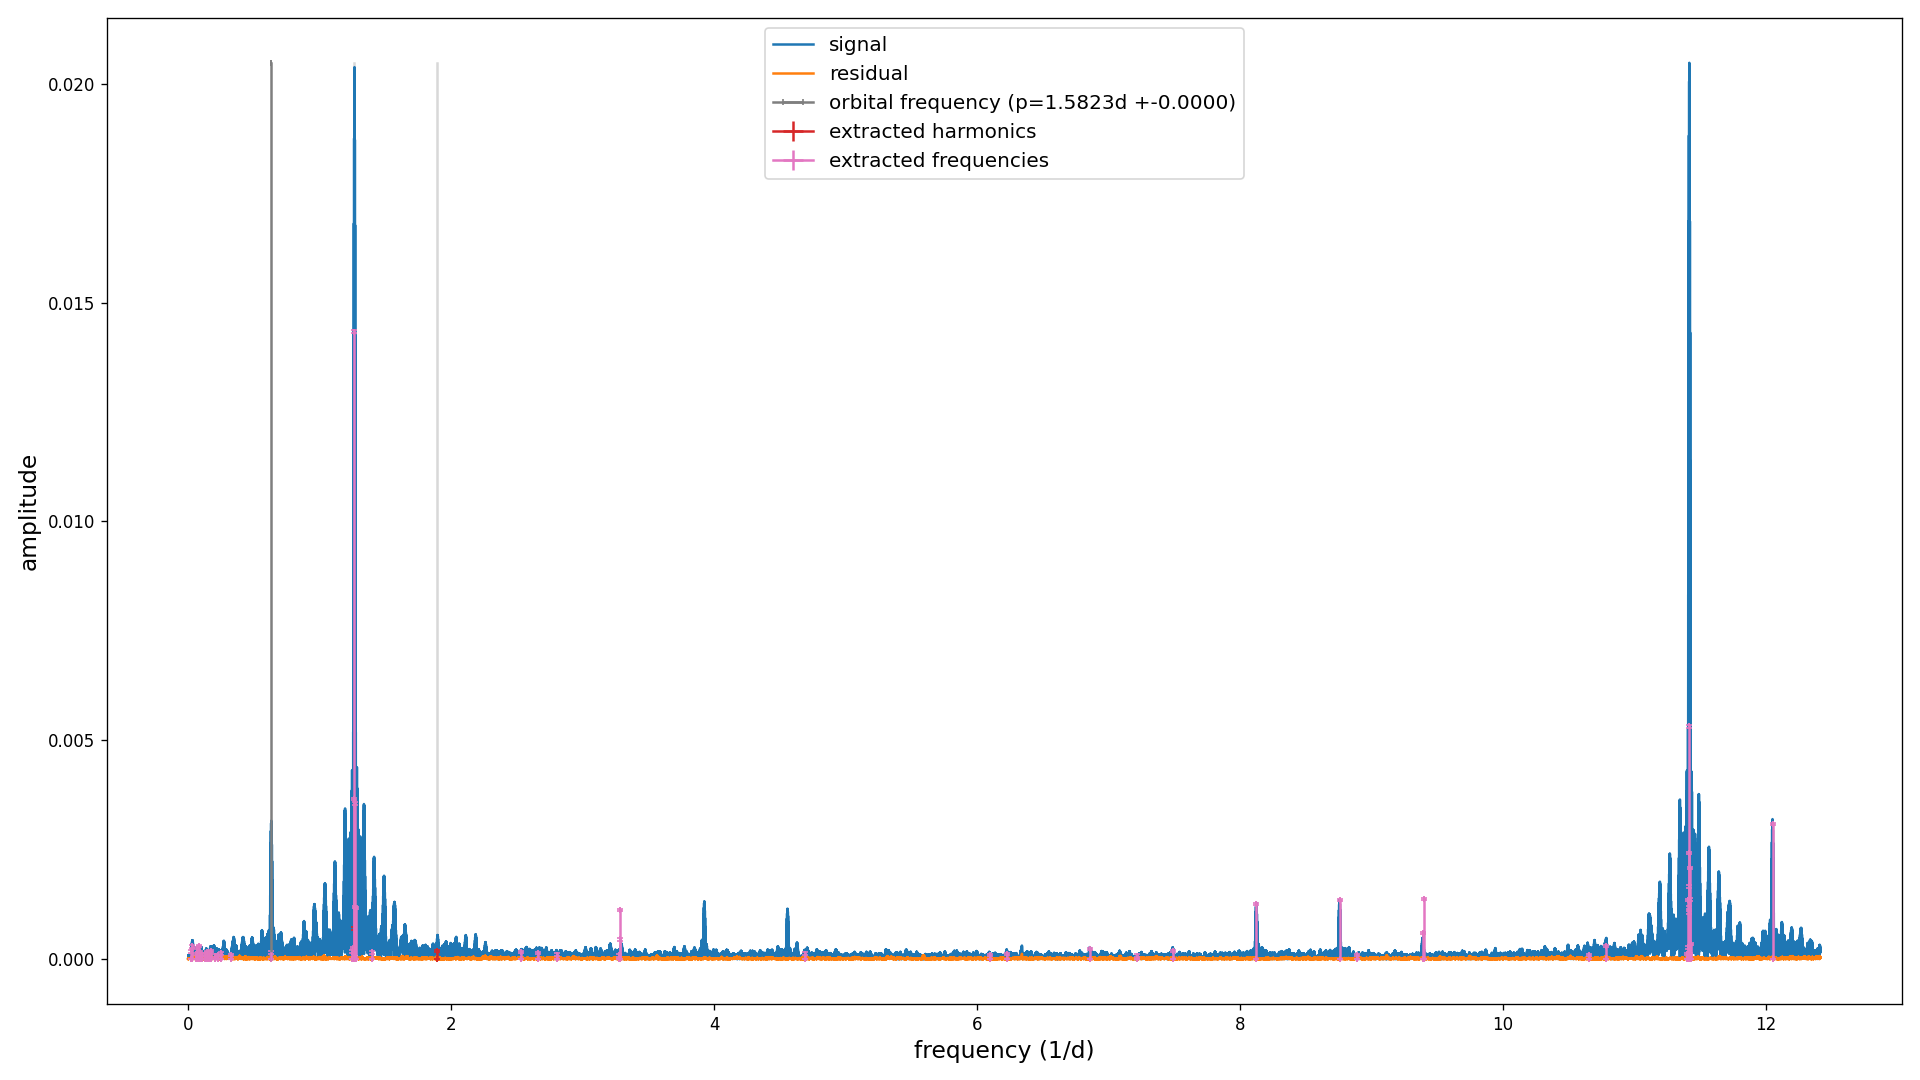 signal
residual
orbital frequency (p=1.5823d +-0.0000)
extracted harmonics
extracted frequencies
0.020
0.015
0.010
0.005
0.000
amplitude
0 2 4 6 8 10 12
frequency (1/d)